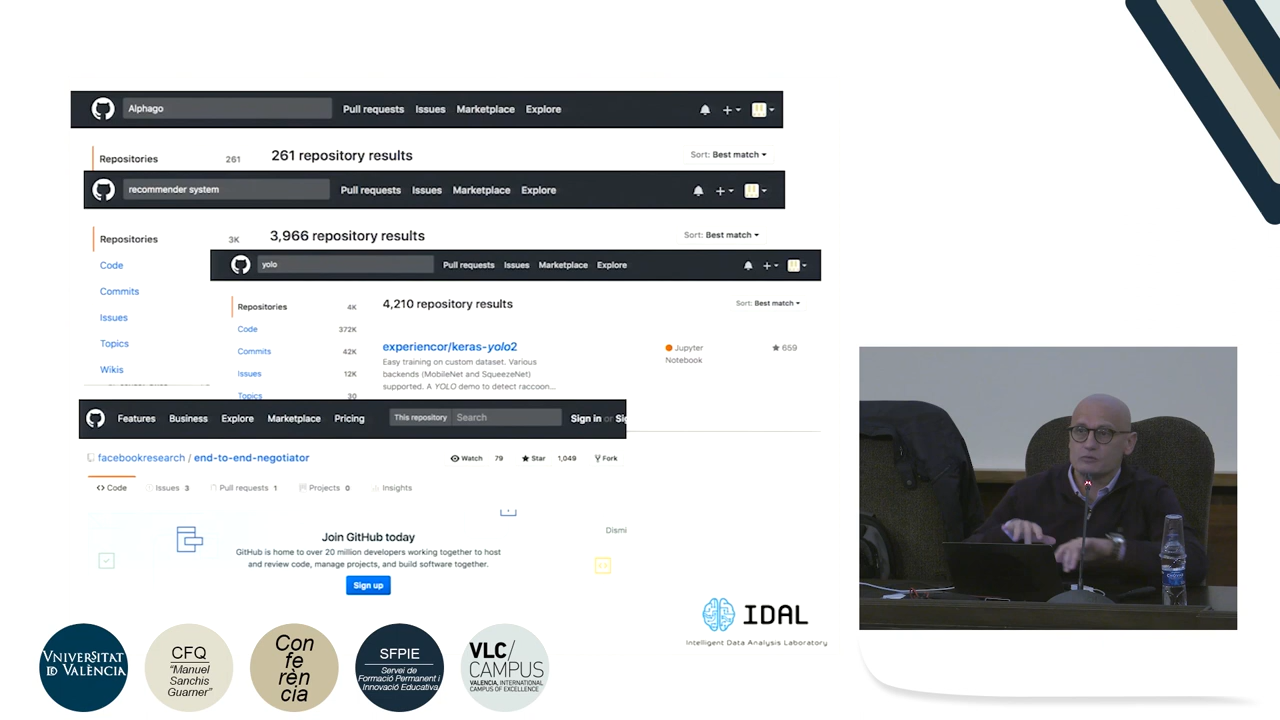 Alphago
Pull requests Issues Marketplace Explore
Repositories 261
261 repository results
Sort: Best match
recommender system
Pull requests Issues Marketplace Explore
Repositories 3K
3,966 repository results
Sort: Best match
Code
Commits
Issues
Topics
Wikis
yolo
Pull requests Issues Marketplace Explore
Repositories 4K
4,210 repository results
Sort: Best match
Code 372K
Commits 42K
Issues 12K
Topics 30
experiencor/keras-yolo2
Easy training on custom dataset. Various
backends (MobileNet and SqueezeNet)
supported. A YOLO demo to detect raccoon...
Jupyter
Notebook
659
Features Business Explore Marketplace Pricing
This repository Search
Sign in or Si
facebookresearch / end-to-end-negotiator
Watch 79 Star 1,049 Fork
Code Issues 3 Pull requests 1 Projects 0 Insights
Join GitHub today
Dismi
GitHub is home to over 20 million developers working together to host
and review code, manage projects, and build software together.
Sign up
IDAL
Intelligent Data Analysis Laboratory
VNIVERSITAT
DE VALÈNCIA
CFQ
"Manuel
Sanchis
Guarner"
Con
fe
rèn
cia
SFPIE
Servei de
Formació Permanent i
Innovació Educativa
VLC/
CAMPUS
VALENCIA, INTERNATIONAL
CAMPUS OF EXCELLENCE